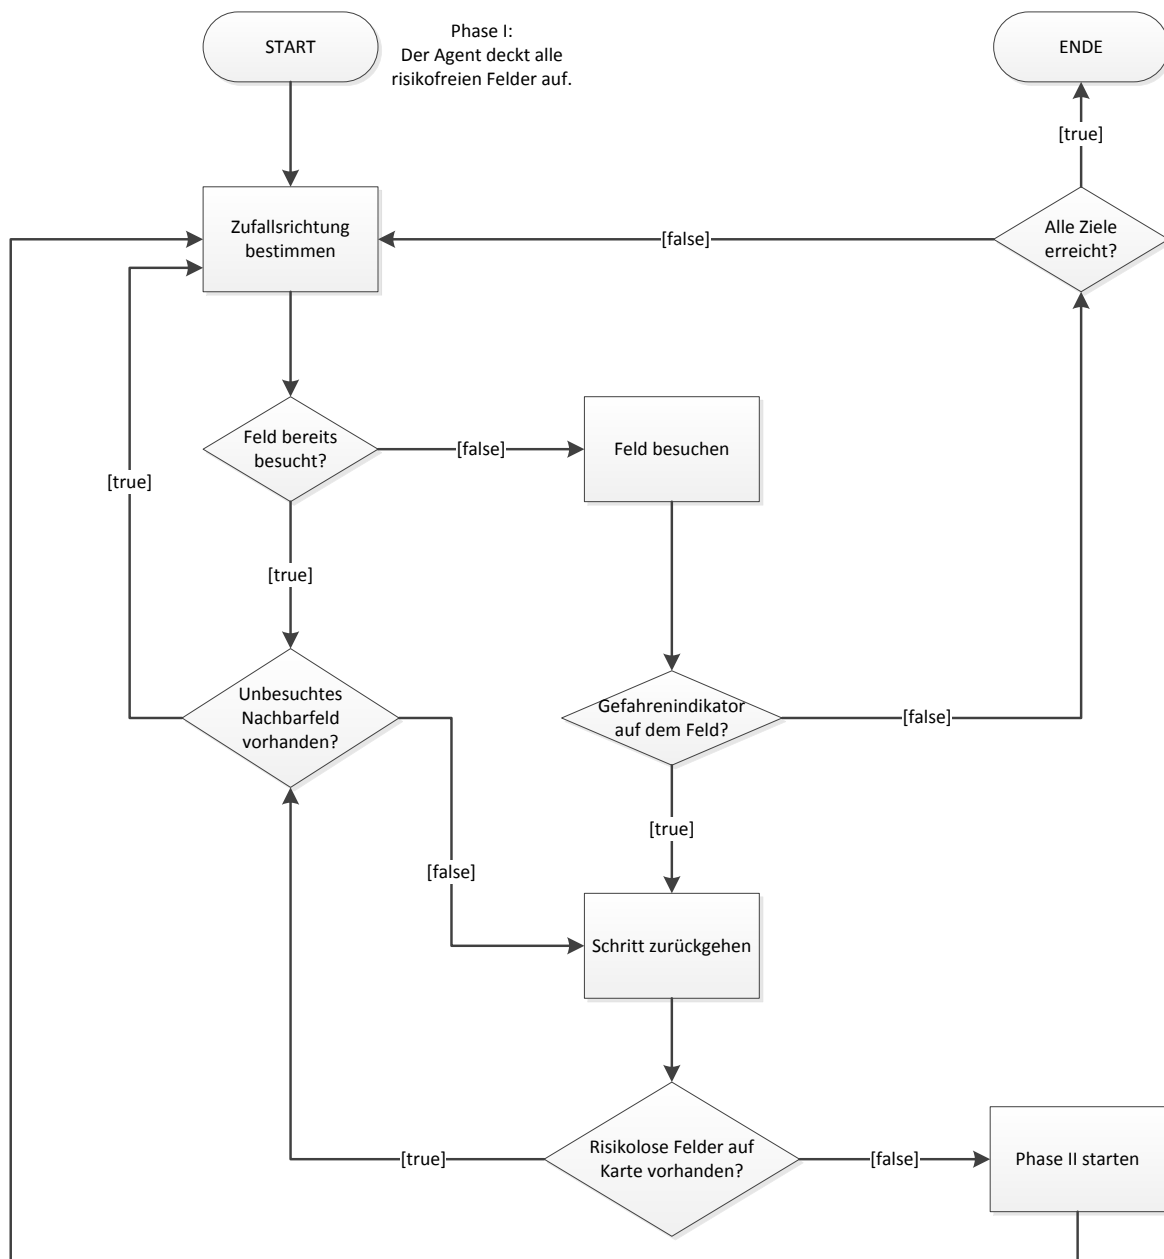 START
Phase I:
Der Agent deckt alle
risikofreien Felder auf.
ENDE
[true]
Zufallsrichtung
bestimmen
[false]
Alle Ziele
erreicht?
Feld bereits
besucht?
[false]
Feld besuchen
[true]
[true]
Unbesuchtes
Nachbarfeld
vorhanden?
Gefahrenindikator
auf dem Feld?
[false]
[true]
[false]
Schritt zurückgehen
Risikolose Felder auf
Karte vorhanden?
[true]
[false]
Phase II starten